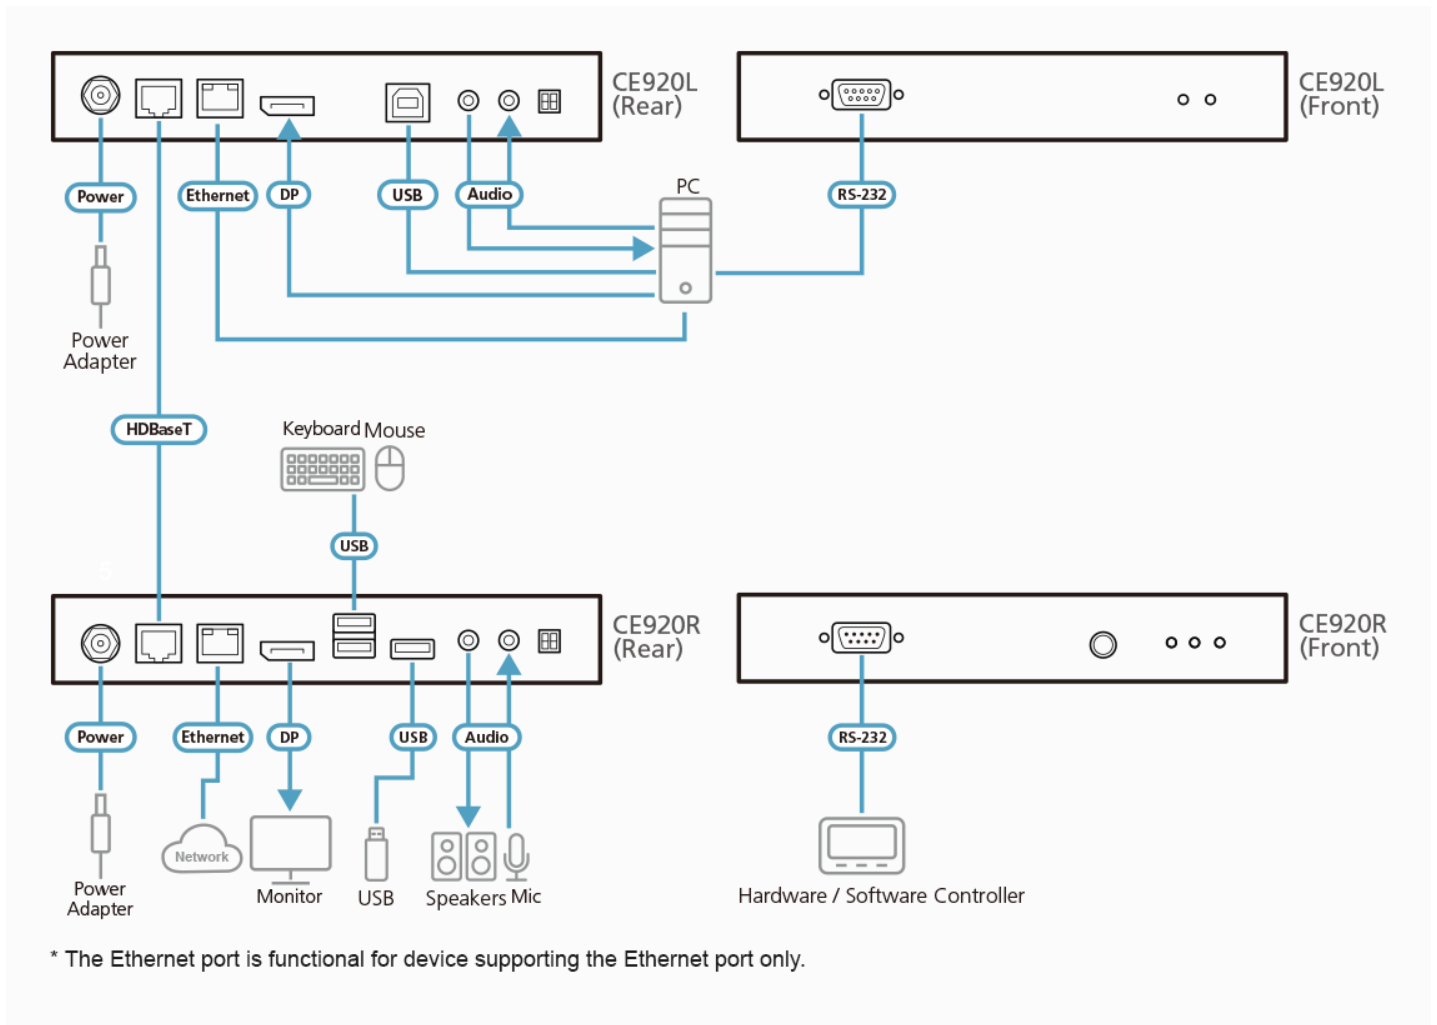 CE920L
(Rear)
CE920L
(Front)
Power
Ethernet
DP
USB
Audio
PC
RS-232
Power
Adapter
HDBaseT
Keyboard Mouse
USB
CE920R
(Rear)
CE920R
(Front)
Power
Ethernet
DP
USB
Audio
RS-232
Network
Power
Adapter
Monitor
USB
Speakers Mic
Hardware / Software Controller
* The Ethernet port is functional for device supporting the Ethernet port only.